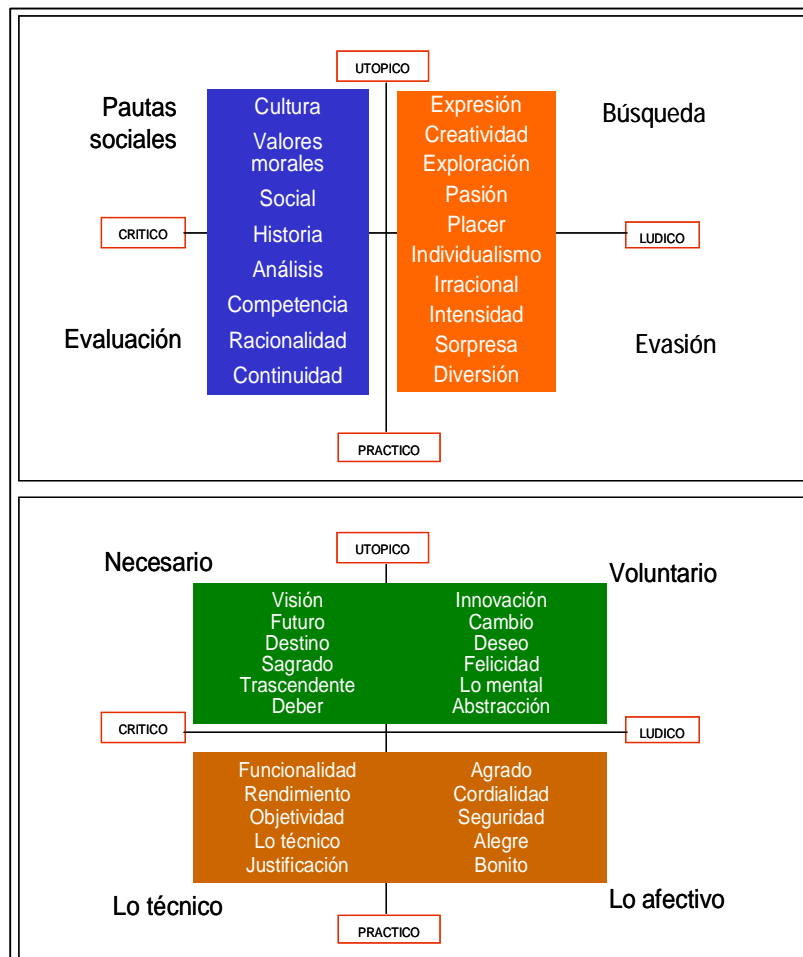 UTOPICO
Pautas
sociales
Cultura
Valores
morales
Social
Historia
Análisis
Competencia
Racionalidad
Continuidad
Expresión
Creatividad
Exploración
Pasión
Placer
Individualismo
Irracional
Intensidad
Sorpresa
Diversión
Búsqueda
CRITICO
LUDICO
Evaluación
Evasión
PRACTICO
UTOPICO
Necesario
Voluntario
Visión
Futuro
Destino
Sagrado
Trascendente
Deber
Innovación
Cambio
Deseo
Felicidad
Lo mental
Abstracción
CRITICO
LUDICO
Funcionalidad
Rendimiento
Objetividad
Lo técnico
Justificación
Agrado
Cordialidad
Seguridad
Alegre
Bonito
Lo técnico
Lo afectivo
PRACTICO